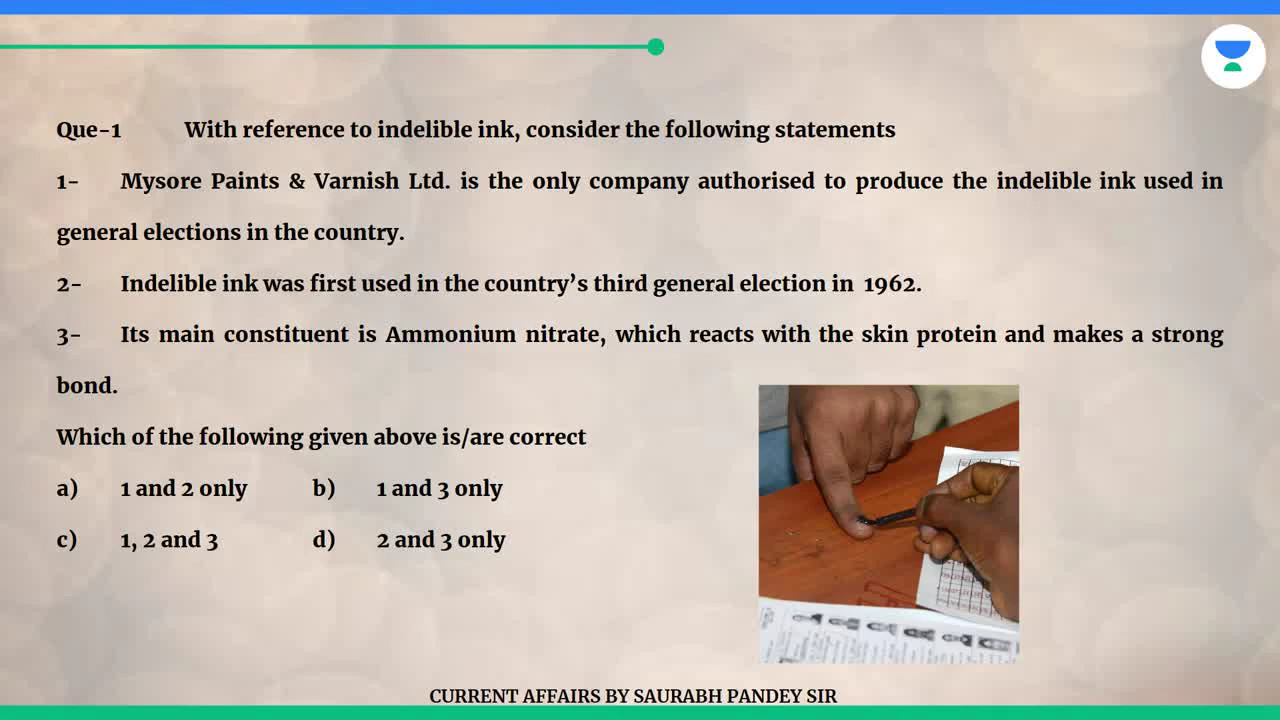 Que-1 With reference to indelible ink, consider the following statements
1- Mysore Paints & Varnish Ltd. is the only company authorised to produce the indelible ink used in
general elections in the country.
2- Indelible ink was first used in the country’s third general election in 1962.
3- Its main constituent is Ammonium nitrate, which reacts with the skin protein and makes a strong
bond.
Which of the following given above is/are correct
a) 1 and 2 only b) 1 and 3 only
c) 1, 2 and 3 d) 2 and 3 only
CURRENT AFFAIRS BY SAURABH PANDEY SIR